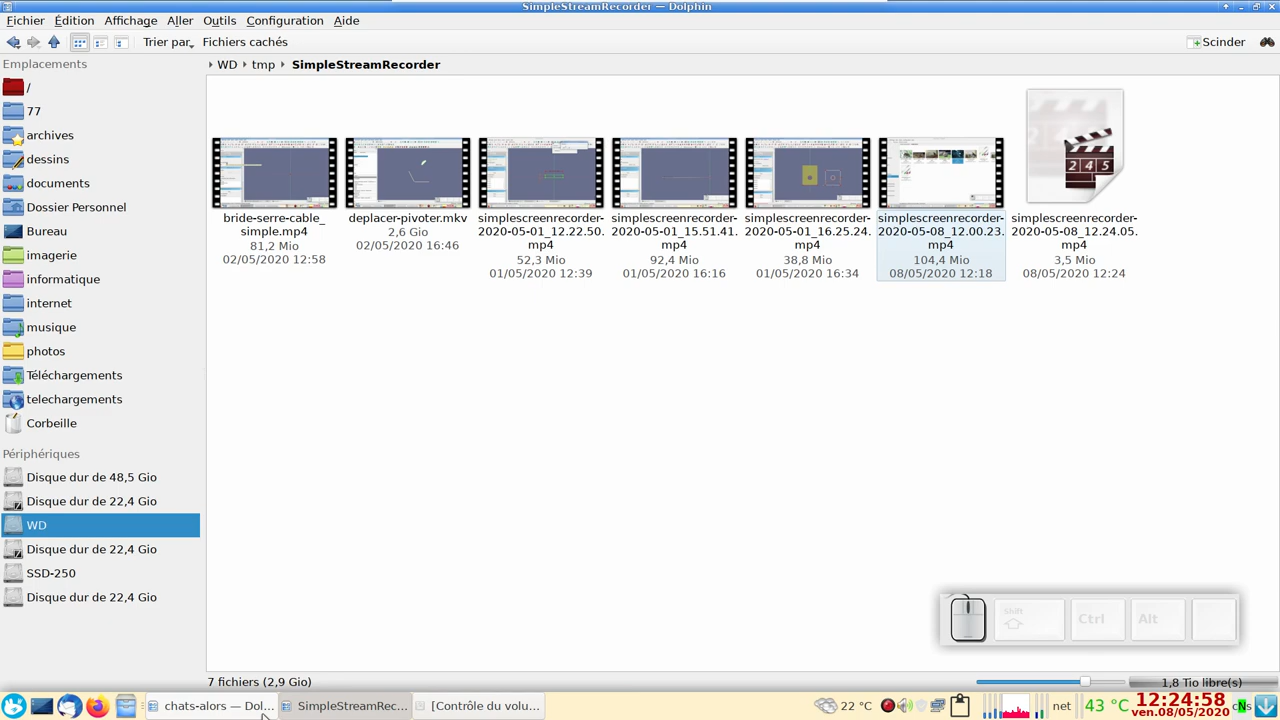 SimpleStreamRecorder — Dolphin
Fichier Édition Affichage Aller Outils Configuration Aide
Trier par Fichiers cachés Scinder
Emplacements
WD tmp SimpleStreamRecorder
/
77
archives
dessins
documents
Dossier Personnel
Bureau
imagerie
informatique
internet
musique
photos
Téléchargements
telechargements
Corbeille
Périphériques
Disque dur de 48,5 Gio
Disque dur de 22,4 Gio
WD
Disque dur de 22,4 Gio
SSD-250
Disque dur de 22,4 Gio
bride-serre-cable_
simple.mp4
81,2 Mio
02/05/2020 12:58
deplacer-pivoter.mkv
2,6 Gio
02/05/2020 16:46
simplescreenrecorder-
2020-05-01_12.22.50.
mp4
52,3 Mio
01/05/2020 12:39
simplescreenrecorder-
2020-05-01_15.51.41.
mp4
92,4 Mio
01/05/2020 16:16
simplescreenrecorder-
2020-05-01_16.25.24.
mp4
38,8 Mio
01/05/2020 16:34
simplescreenrecorder-
2020-05-08_12.00.23.
mp4
104,4 Mio
08/05/2020 12:18
2 4 5
simplescreenrecorder-
2020-05-08_12.24.05.
mp4
3,5 Mio
08/05/2020 12:24
Shift Ctrl Alt
7 fichiers (2,9 Gio) 1,8 Tio libre(s)
chats-alors — Dol... SimpleStreamRec... [Contrôle du volu... 22 °C net 43 °C 12:24:58
ven.08/05/2020